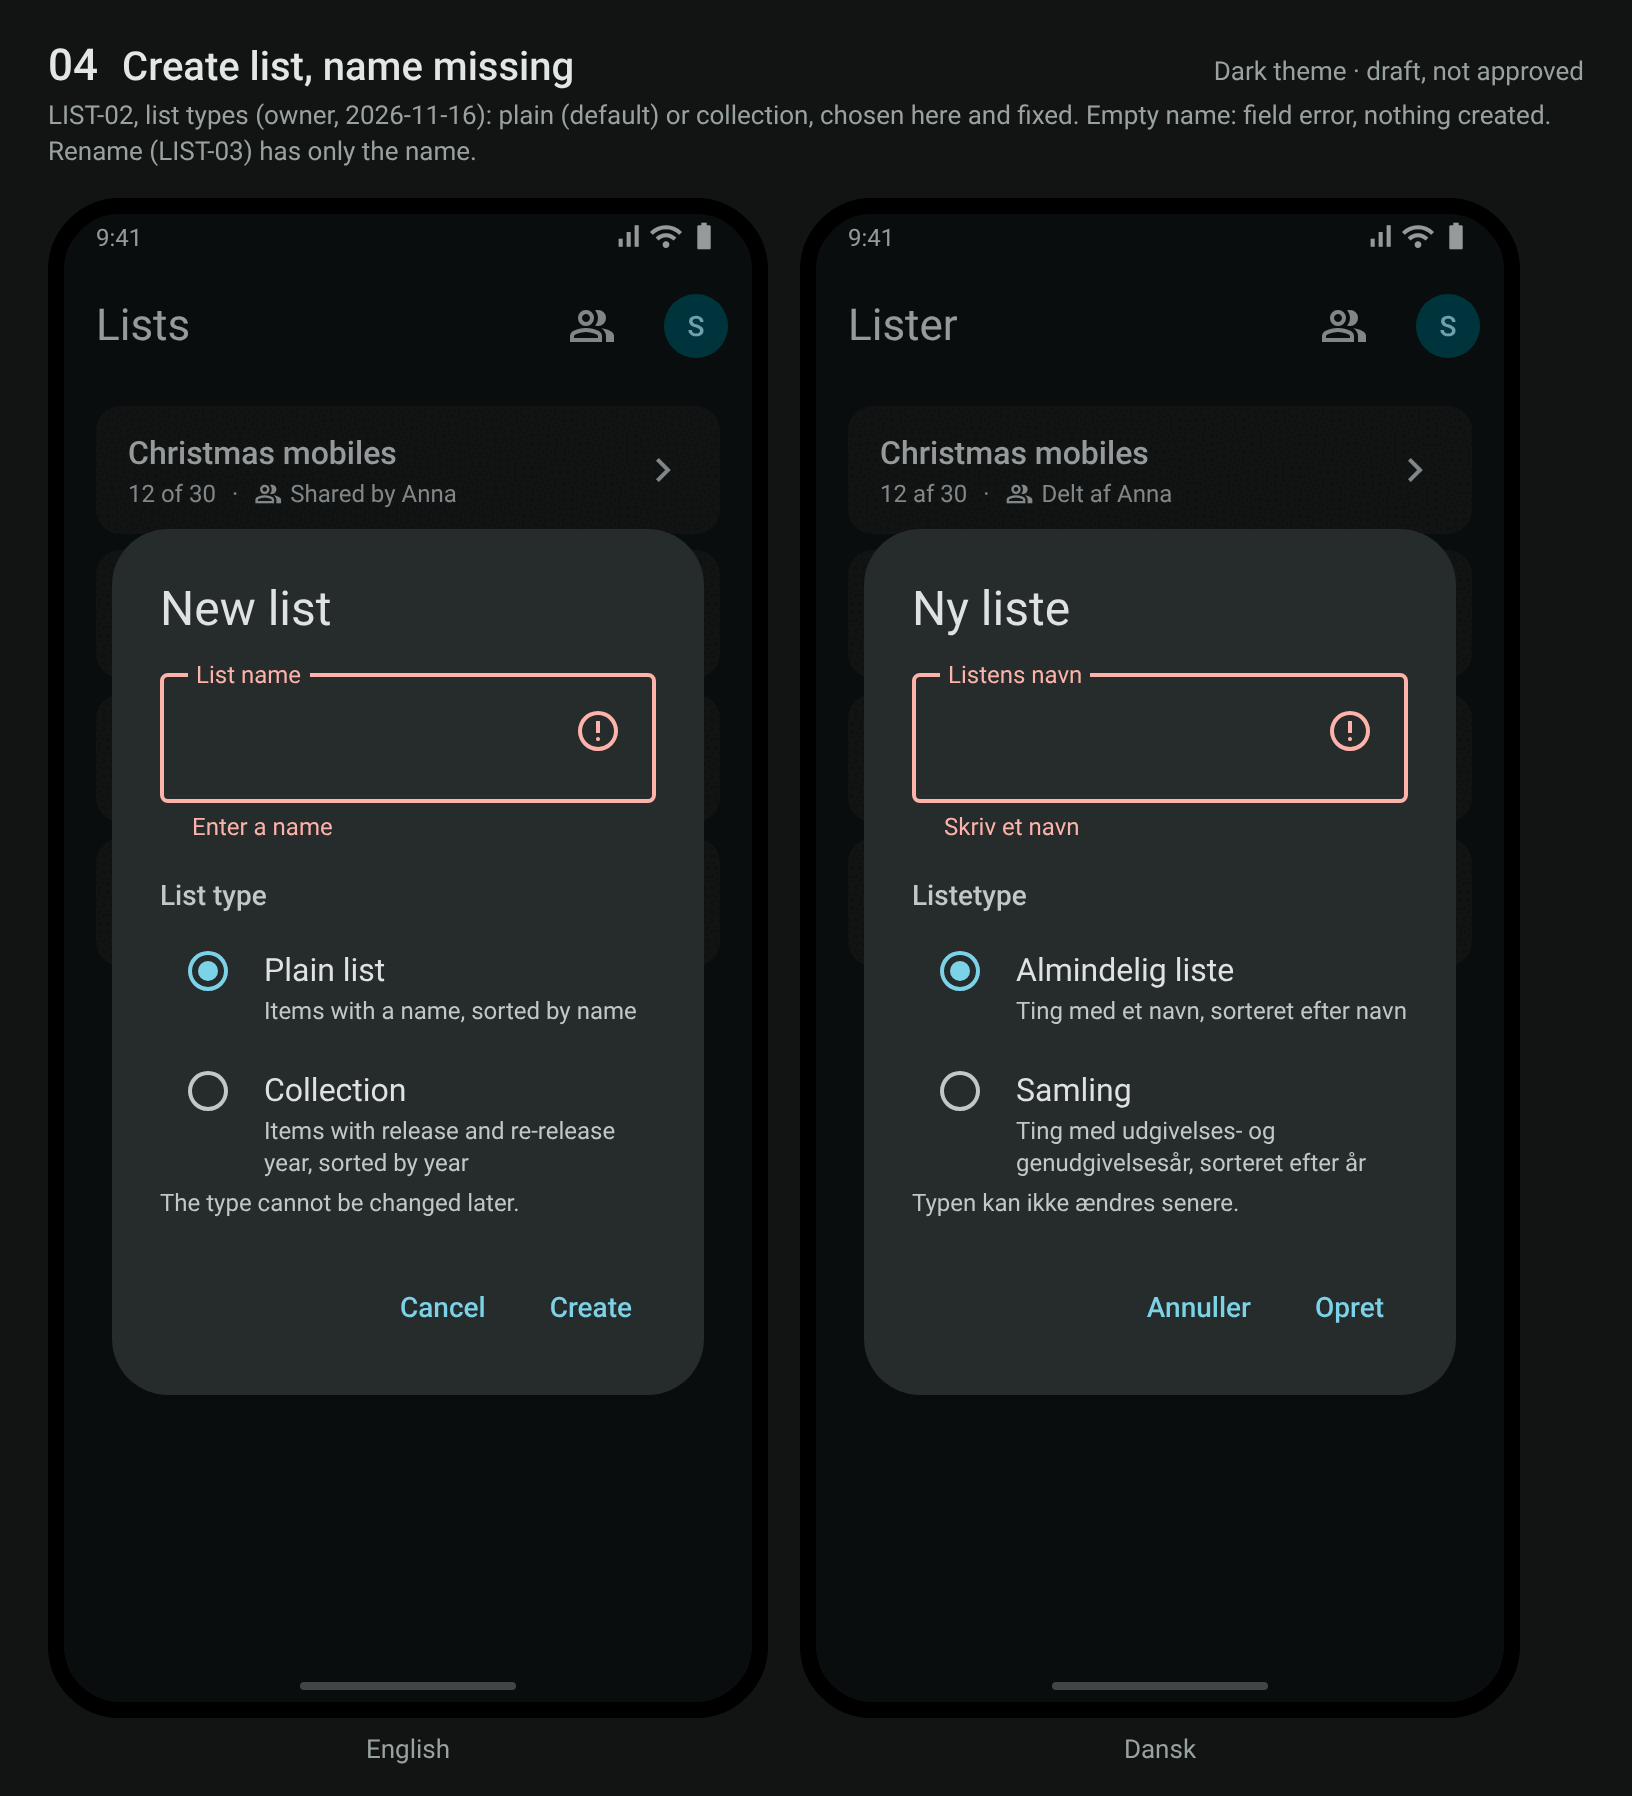 04 Create list, name missing
Dark theme · draft, not approved
LIST-02, list types (owner, 2026-11-16): plain (default) or collection, chosen here and fixed. Empty name: field error, nothing created.
Rename (LIST-03) has only the name.
9:41
Lists
S
Christmas mobiles
12 of 30 · Shared by Anna
New list
List name
Enter a name
List type
Plain list
Items with a name, sorted by name
Collection
Items with release and re-release
year, sorted by year
The type cannot be changed later.
Cancel
Create
English
9:41
Lister
S
Christmas mobiles
12 af 30 · Delt af Anna
Ny liste
Listens navn
Skriv et navn
Listetype
Almindelig liste
Ting med et navn, sorteret efter navn
Samling
Ting med udgivelses- og
genudgivelsesår, sorteret efter år
Typen kan ikke ændres senere.
Annuller
Opret
Dansk